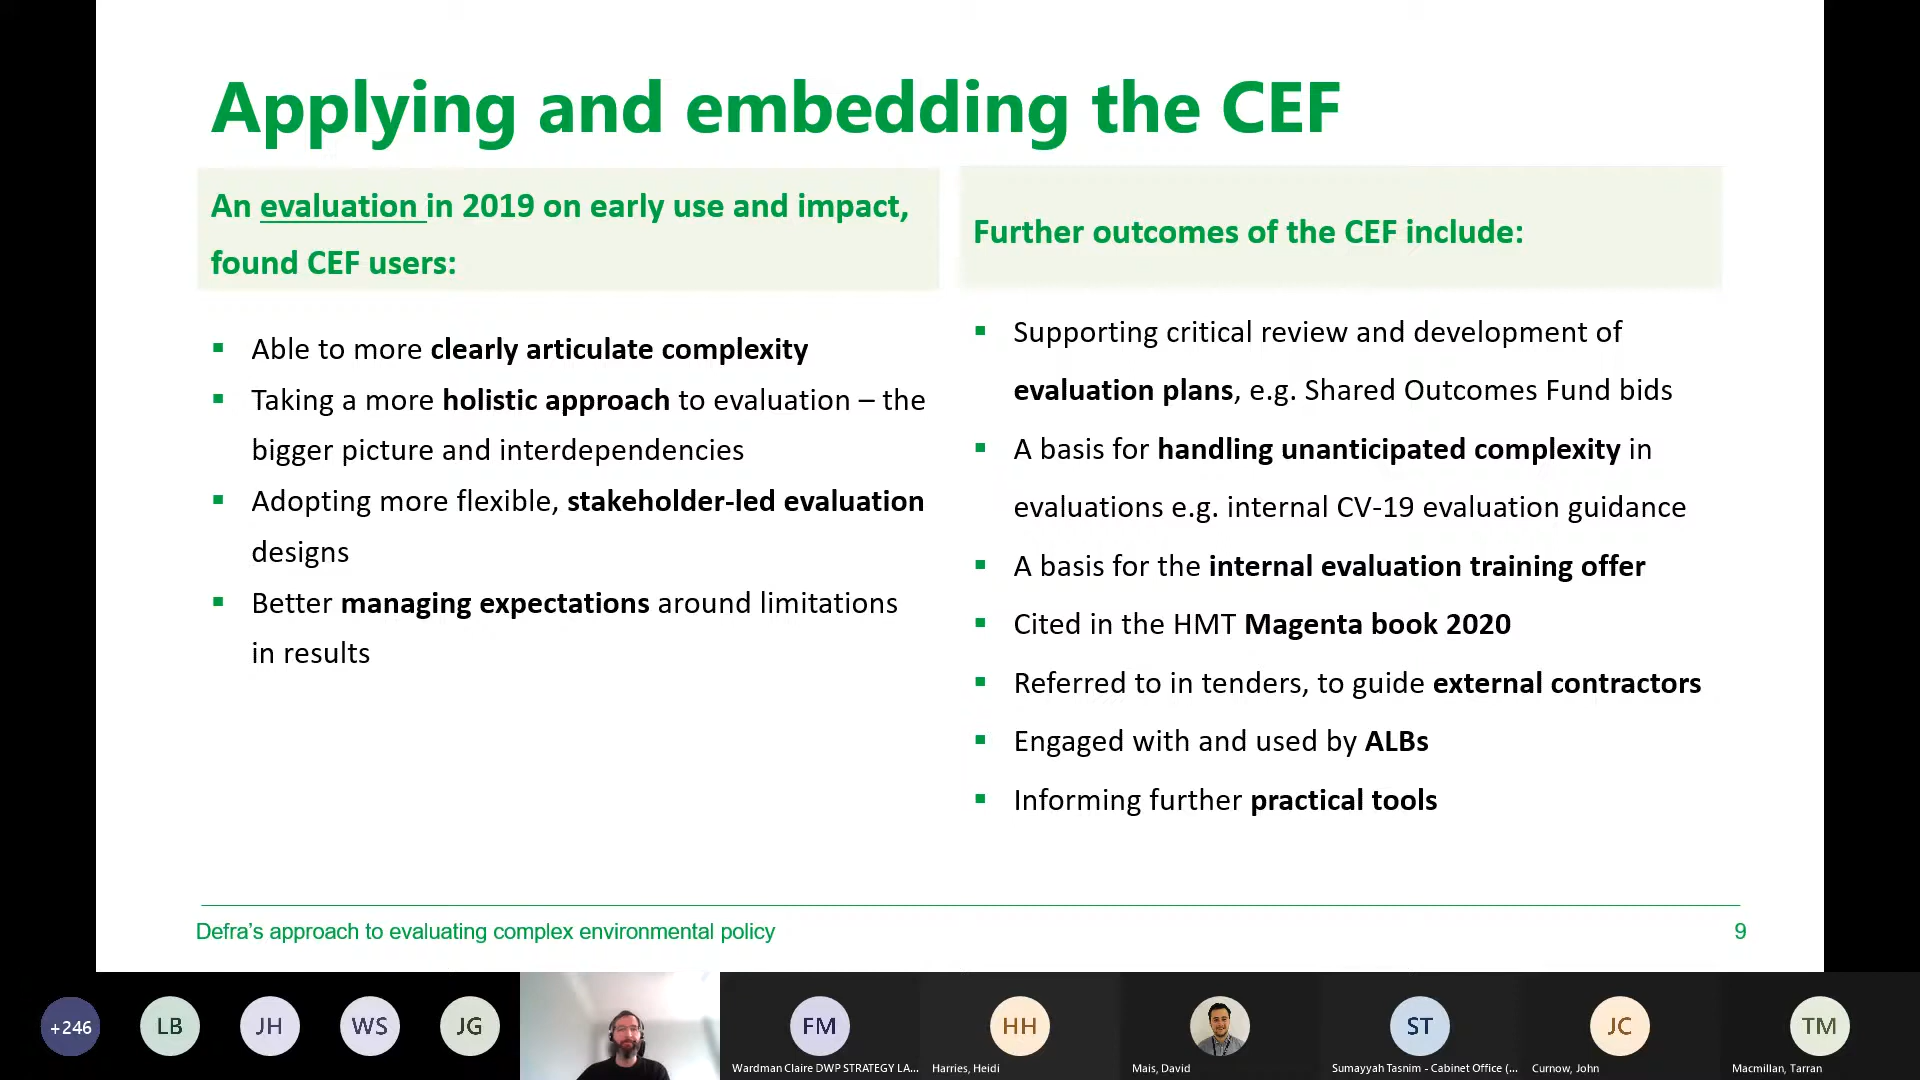 Applying and embedding the CEF
An evaluation in 2019 on early use and impact,
found CEF users:
Able to more clearly articulate complexity
Taking a more holistic approach to evaluation – the
bigger picture and interdependencies
Adopting more flexible, stakeholder-led evaluation
designs
Better managing expectations around limitations
in results
Further outcomes of the CEF include:
Supporting critical review and development of
evaluation plans, e.g. Shared Outcomes Fund bids
A basis for handling unanticipated complexity in
evaluations e.g. internal CV-19 evaluation guidance
A basis for the internal evaluation training offer
Cited in the HMT Magenta book 2020
Referred to in tenders, to guide external contractors
Engaged with and used by ALBs
Informing further practical tools
Defra’s approach to evaluating complex environmental policy
9
+246
LB
JH
WS
JG
FM
HH
ST
JC
TM
Wardman Claire DWP STRATEGY LA...
Harries, Heidi
Mais, David
Sumayyah Tasnim - Cabinet Office (...
Curnow, John
Macmillan, Tarran